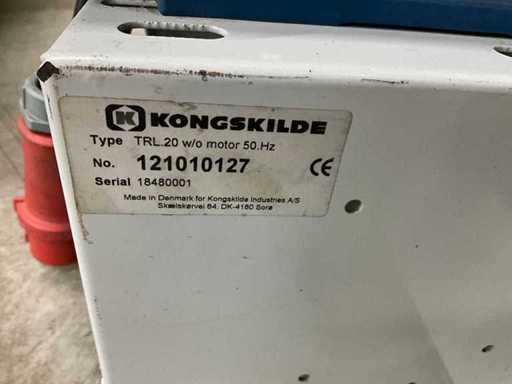 KONGSKILDE
Type TRL.20 w/o motor 50.Hz
No. 121010127 CE
Serial 18480001
Made in Denmark for Kongskilde Industries A/S
Skælskørvej 64, DK-4180 Sorø